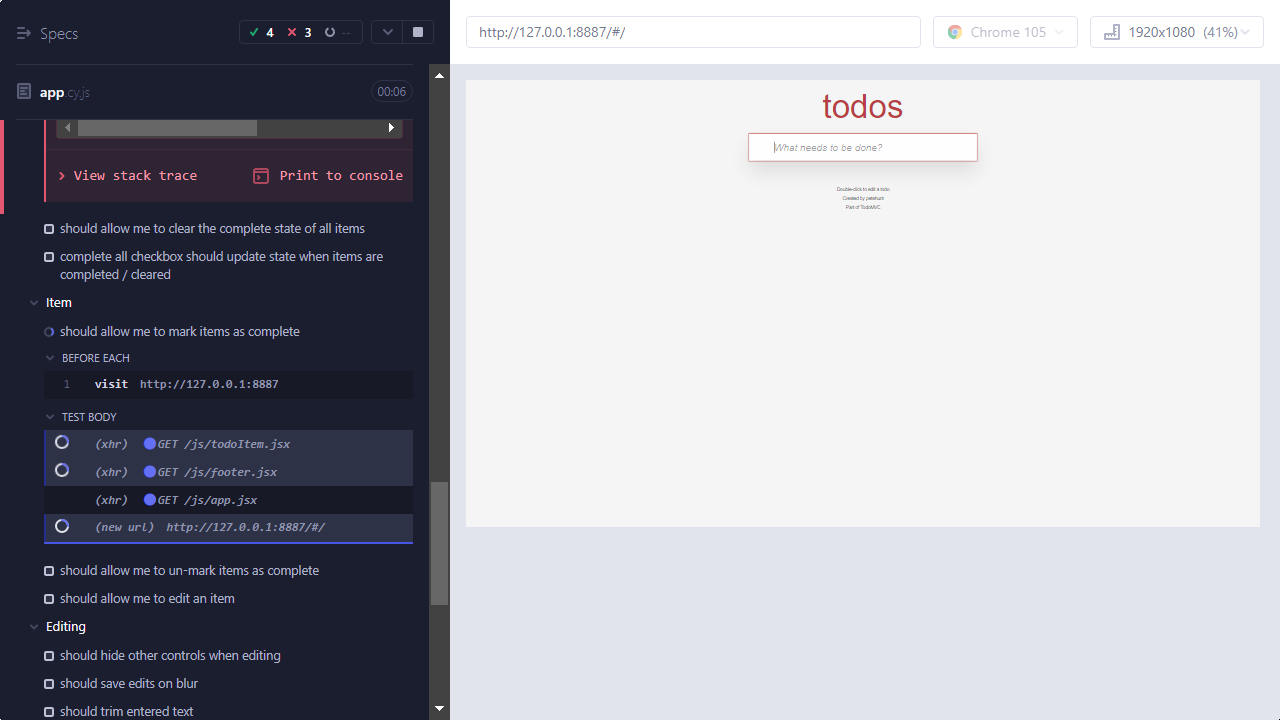 Specs
4
3
--
app.cy.js
00:06
View stack trace
Print to console
should allow me to clear the complete state of all items
complete all checkbox should update state when items are
completed / cleared
Item
should allow me to mark items as complete
BEFORE EACH
1 visit http://127.0.0.1:8887
TEST BODY
(xhr) GET /js/todoItem.jsx
(xhr) GET /js/footer.jsx
(xhr) GET /js/app.jsx
(new url) http://127.0.0.1:8887/#/
should allow me to un-mark items as complete
should allow me to edit an item
Editing
should hide other controls when editing
should save edits on blur
should trim entered text
http://127.0.0.1:8887/#/
Chrome 105
1920x1080 (41%)
todos
What needs to be done?
Double-click to edit a todo
Created by petehunt
Part of TodoMVC